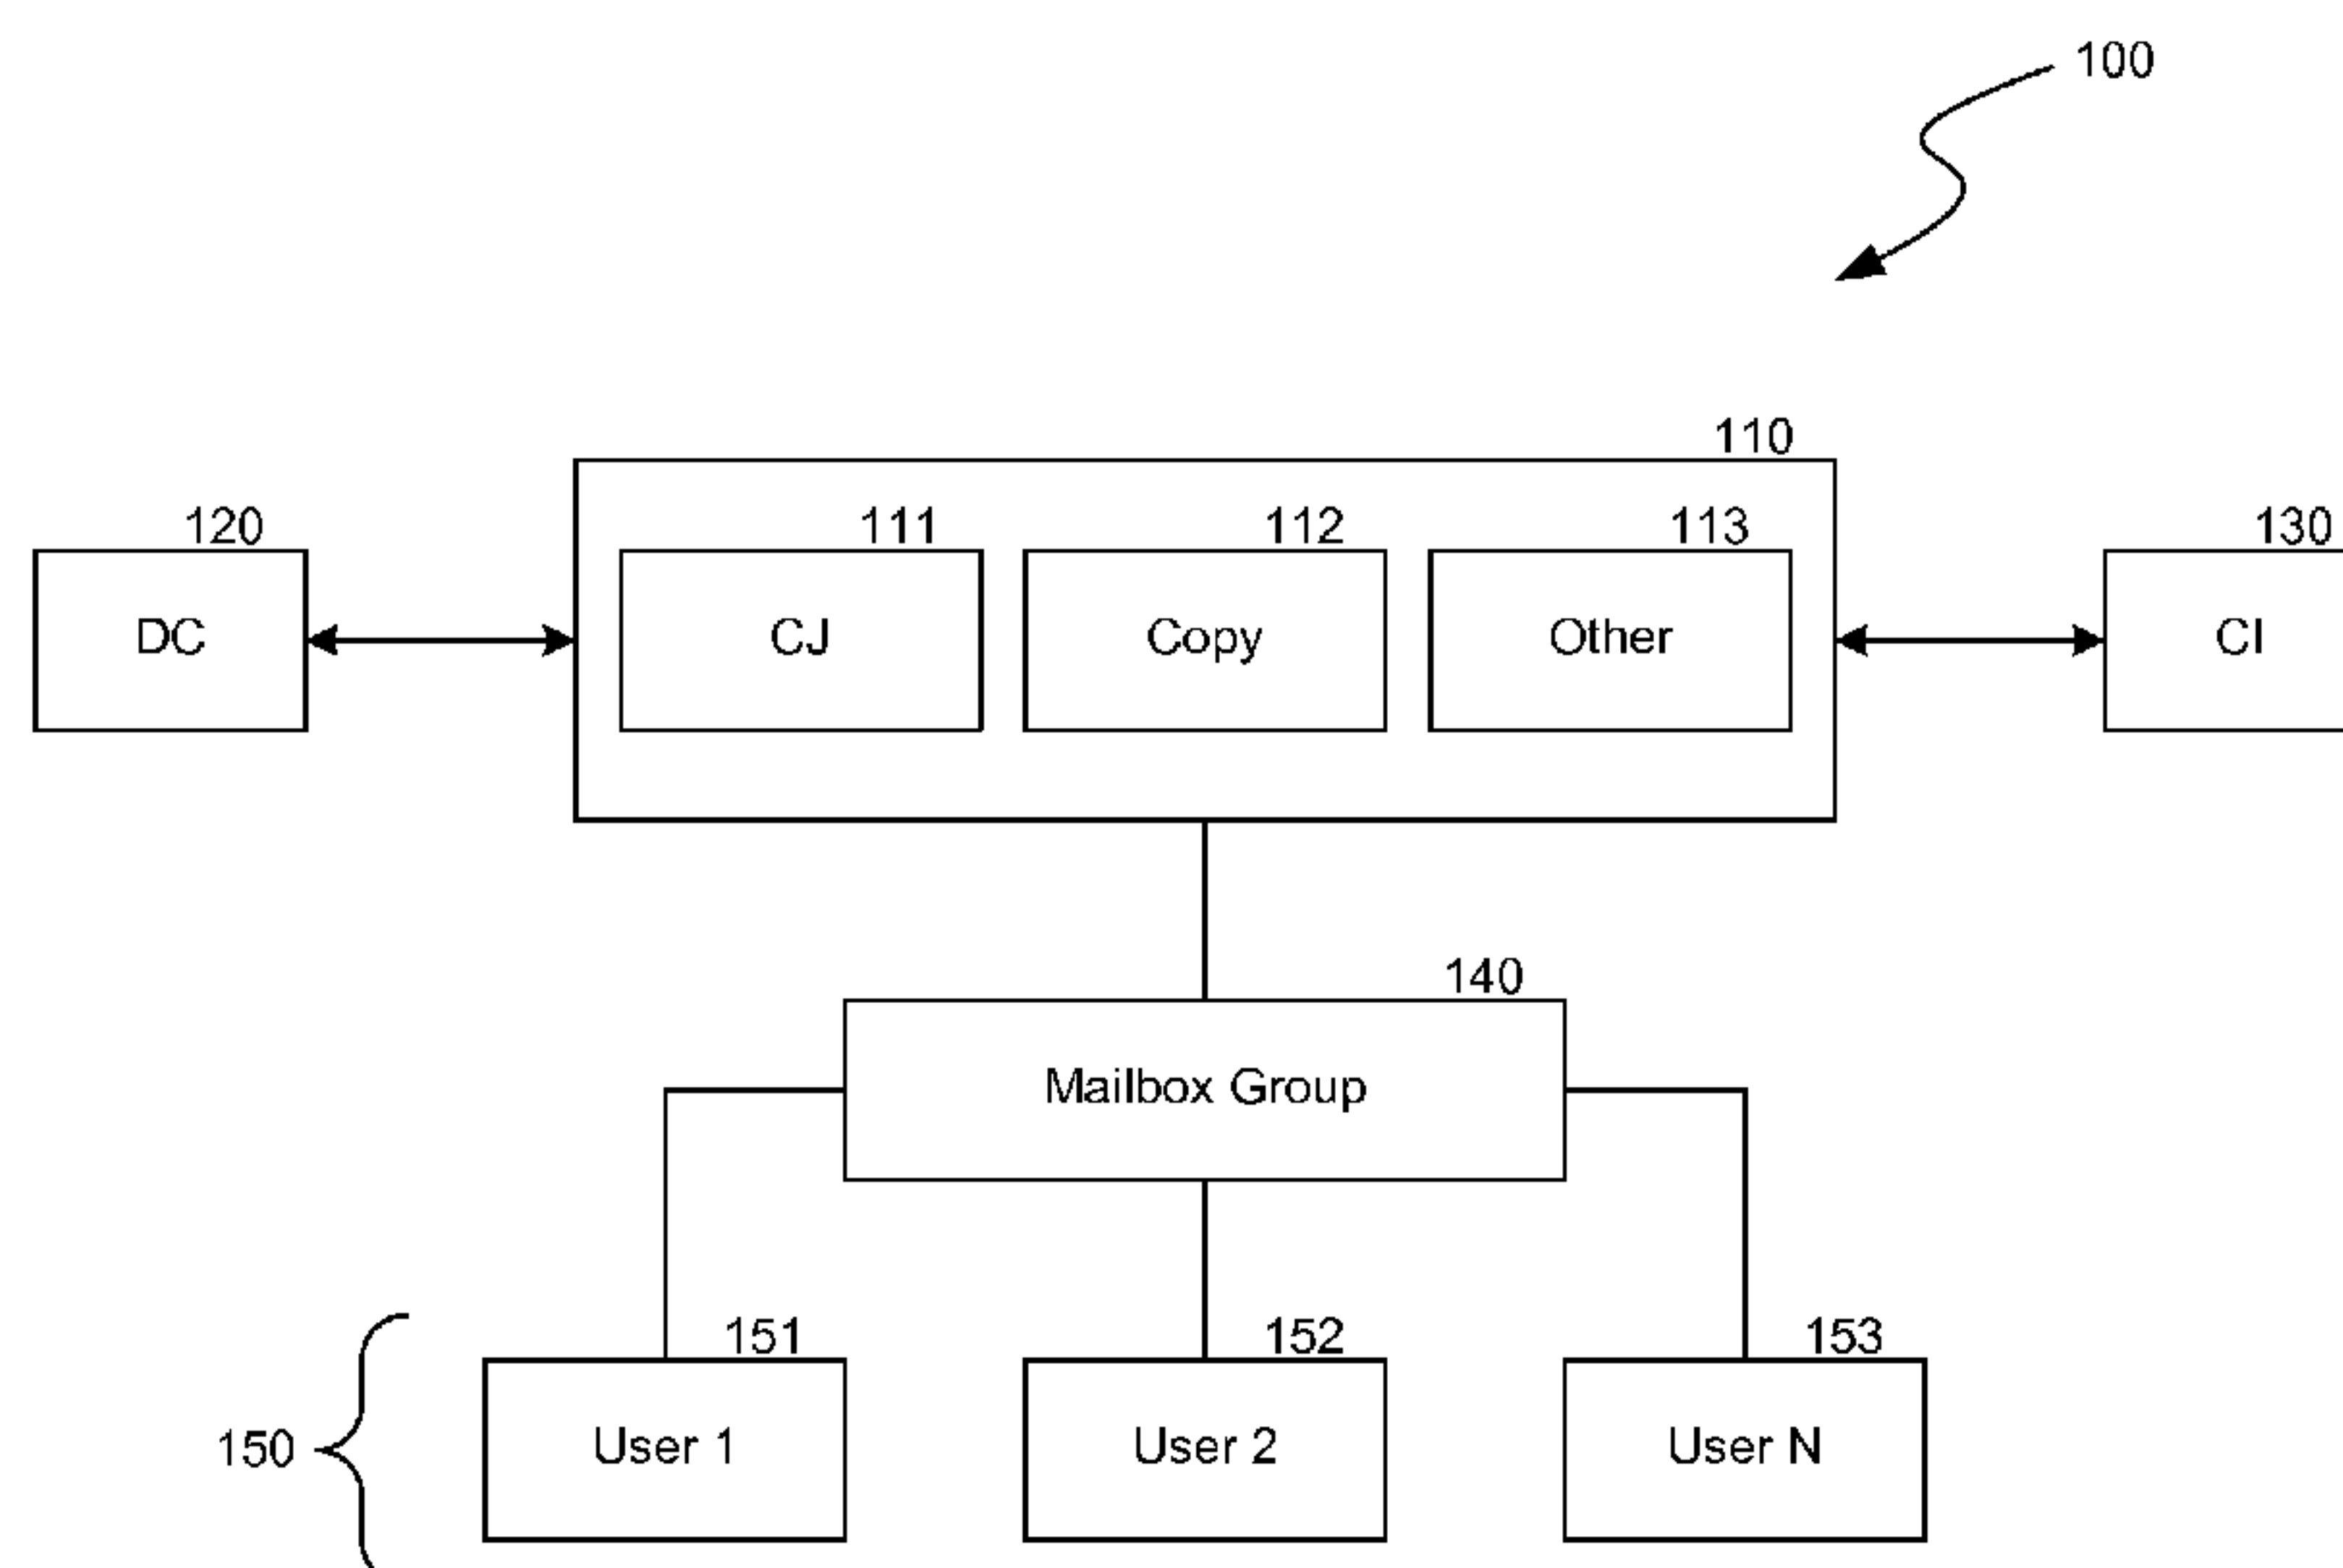 100
110
120
111
112
113
130
DC
CJ
Copy
Other
CI
140
Mailbox Group
151
152
153
150
User 1
User 2
User N